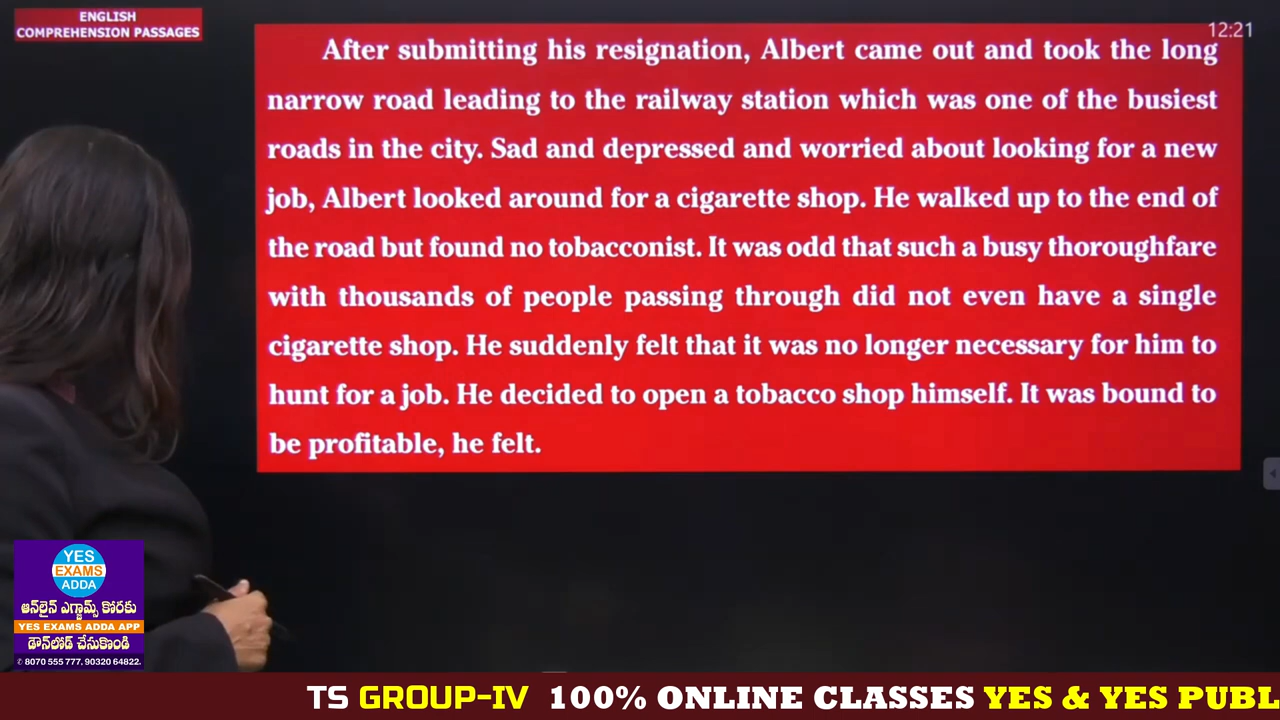 ENGLISH
COMPREHENSION PASSAGES
12:21
After submitting his resignation, Albert came out and took the long
narrow road leading to the railway station which was one of the busiest
roads in the city. Sad and depressed and worried about looking for a new
job, Albert looked around for a cigarette shop. He walked up to the end of
the road but found no tobacconist. It was odd that such a busy thoroughfare
with thousands of people passing through did not even have a single
cigarette shop. He suddenly felt that it was no longer necessary for him to
hunt for a job. He decided to open a tobacco shop himself. It was bound to
be profitable, he felt.
YES
EXAMS
ADDA
ఆన్‌లైన్ ఎగ్జామ్స్ కొరకు
YES EXAMS ADDA APP
డౌన్‌లోడ్ చేసుకొండి
✆ 8070 555 777, 90320 64822.
TS GROUP-IV 100% ONLINE CLASSES YES & YES PUBL